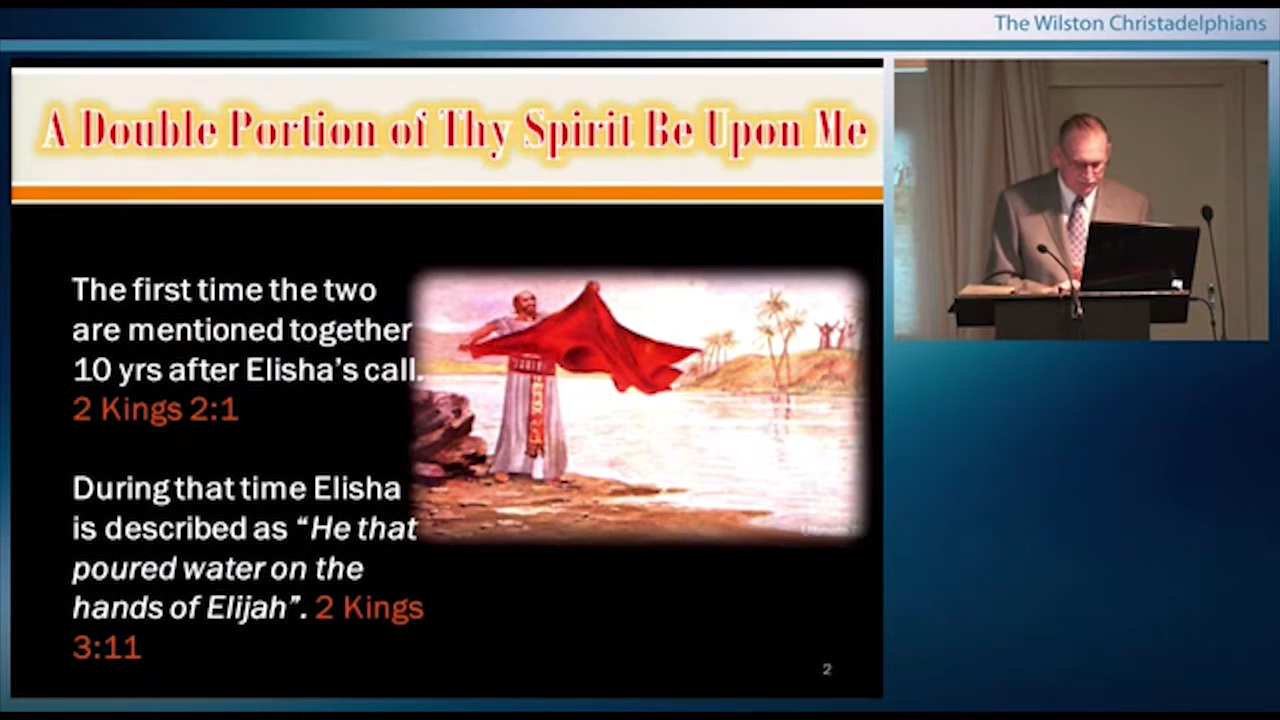 The Wilston Christadelphians
A Double Portion of Thy Spirit Be Upon Me
The first time the two
are mentioned together
10 yrs after Elisha's call.
2 Kings 2:1
During that time Elisha
is described as “He that
poured water on the
hands of Elijah”. 2 Kings
3:11
2